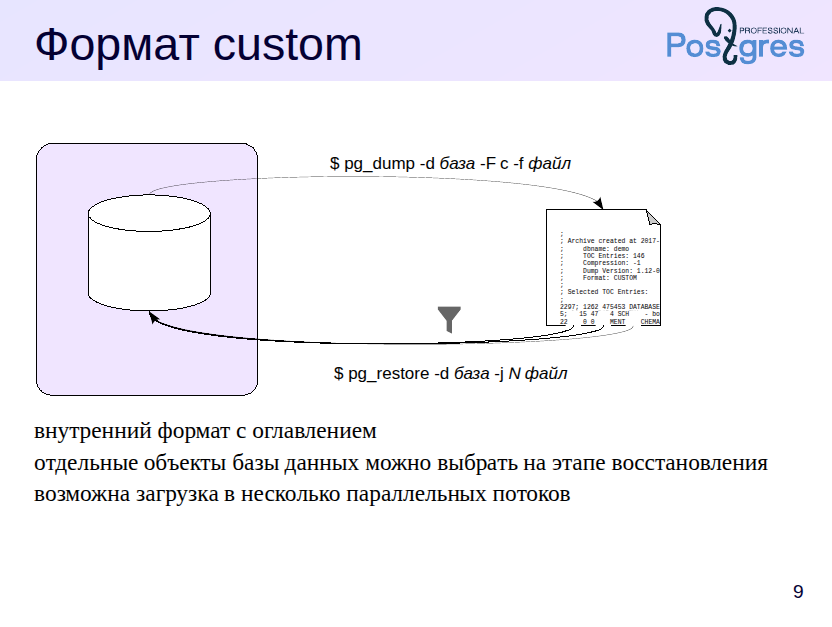 Формат custom
PROFESSIONAL
Postgres
$ pg_dump -d база -F c -f файл
;
; Archive created at 2017-
; dbname: demo
; TOC Entries: 146
; Compression: -1
; Dump Version: 1.12-0
; Format: CUSTOM
;
; Selected TOC Entries:
;
2297; 1262 475453 DATABASE
5; 15 47 4 SCH - bo
22 0 0 MENT CHEMA
$ pg_restore -d база -j N файл
внутренний формат с оглавлением
отдельные объекты базы данных можно выбрать на этапе восстановления
возможна загрузка в несколько параллельных потоков
9